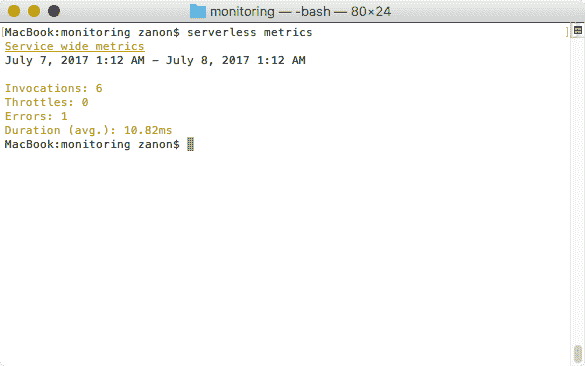 monitoring — -bash — 80×24
MacBook:monitoring zanon$ serverless metrics
Service wide metrics
July 7, 2017 1:12 AM – July 8, 2017 1:12 AM
Invocations: 6
Throttles: 0
Errors: 1
Duration (avg.): 10.82ms
MacBook:monitoring zanon$